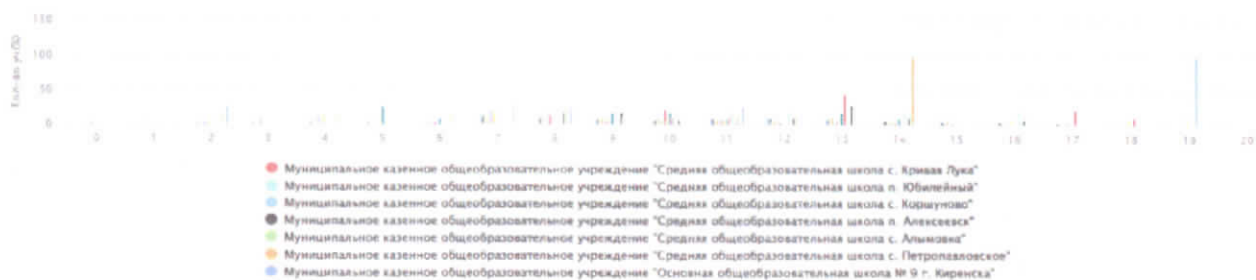 150
100
50
0
Кол-во уч(%)
0 1 2 3 4 5 6 7 8 9 10 11 12 13 14 15 16 17 18 19 20
Муниципальное казенное общеобразовательное учреждение "Средняя общеобразовательная школа с. Кривая Лука"
Муниципальное казенное общеобразовательное учреждение "Средняя общеобразовательная школа п. Юбилейный"
Муниципальное казенное общеобразовательное учреждение "Средняя общеобразовательная школа с. Коршуново"
Муниципальное казенное общеобразовательное учреждение "Средняя общеобразовательная школа п. Алексеевск"
Муниципальное казенное общеобразовательное учреждение "Средняя общеобразовательная школа с. Алымовка"
Муниципальное казенное общеобразовательное учреждение "Средняя общеобразовательная школа с. Петропавловское"
Муниципальное казенное общеобразовательное учреждение "Основная общеобразовательная школа № 9 г. Киренска"